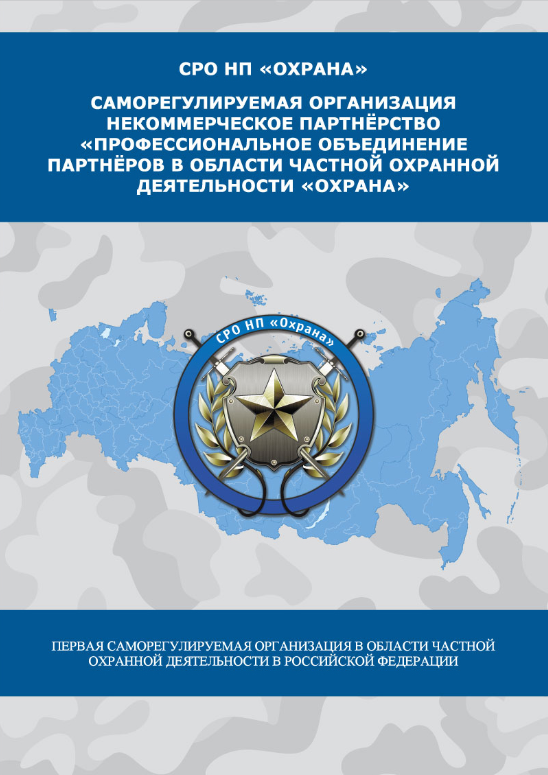 СРО НП «ОХРАНА»
САМОРЕГУЛИРУЕМАЯ ОРГАНИЗАЦИЯ
НЕКОММЕРЧЕСКОЕ ПАРТНЁРСТВО
«ПРОФЕССИОНАЛЬНОЕ ОБЪЕДИНЕНИЕ
ПАРТНЁРОВ В ОБЛАСТИ ЧАСТНОЙ ОХРАННОЙ
ДЕЯТЕЛЬНОСТИ «ОХРАНА»
СРО НП «Охрана»
ПЕРВАЯ САМОРЕГУЛИРУЕМАЯ ОРГАНИЗАЦИЯ В ОБЛАСТИ ЧАСТНОЙ
ОХРАННОЙ ДЕЯТЕЛЬНОСТИ В РОССИЙСКОЙ ФЕДЕРАЦИИ